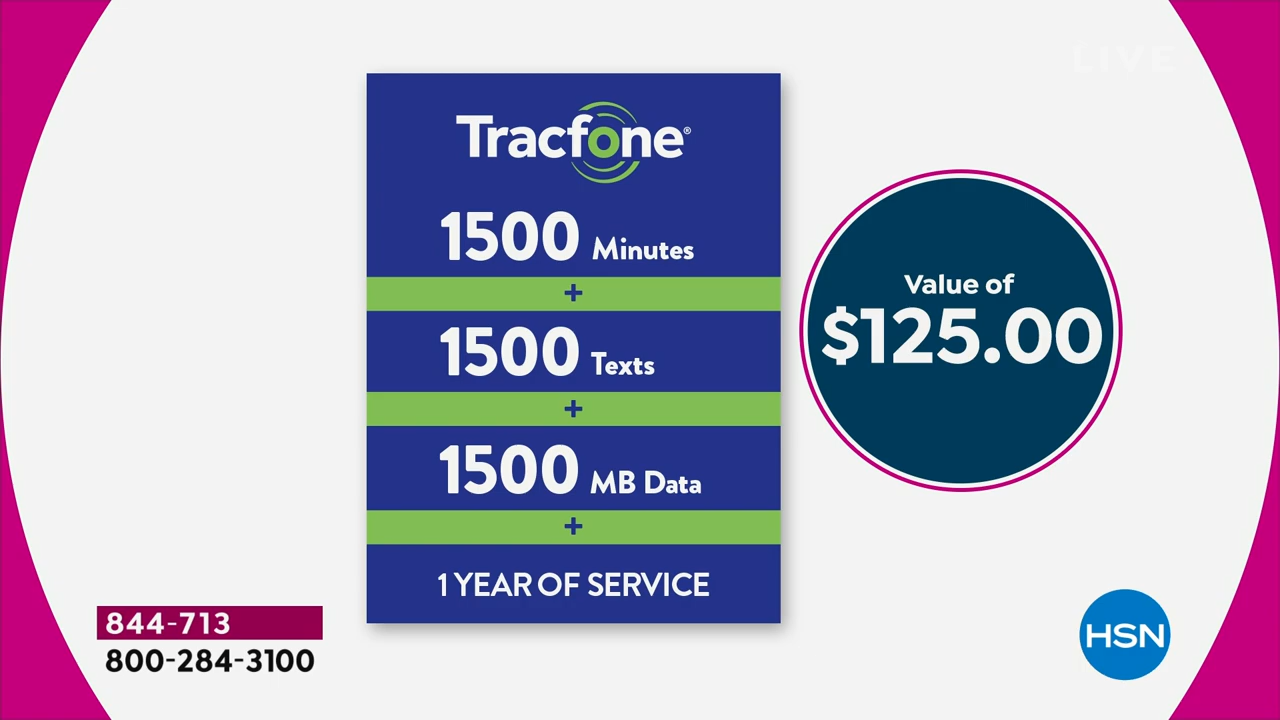 LIVE
Tracfone®
1500 Minutes
+
1500 Texts
+
1500 MB Data
+
1 YEAR OF SERVICE
Value of
$125.00
844-713
800-284-3100
HSN